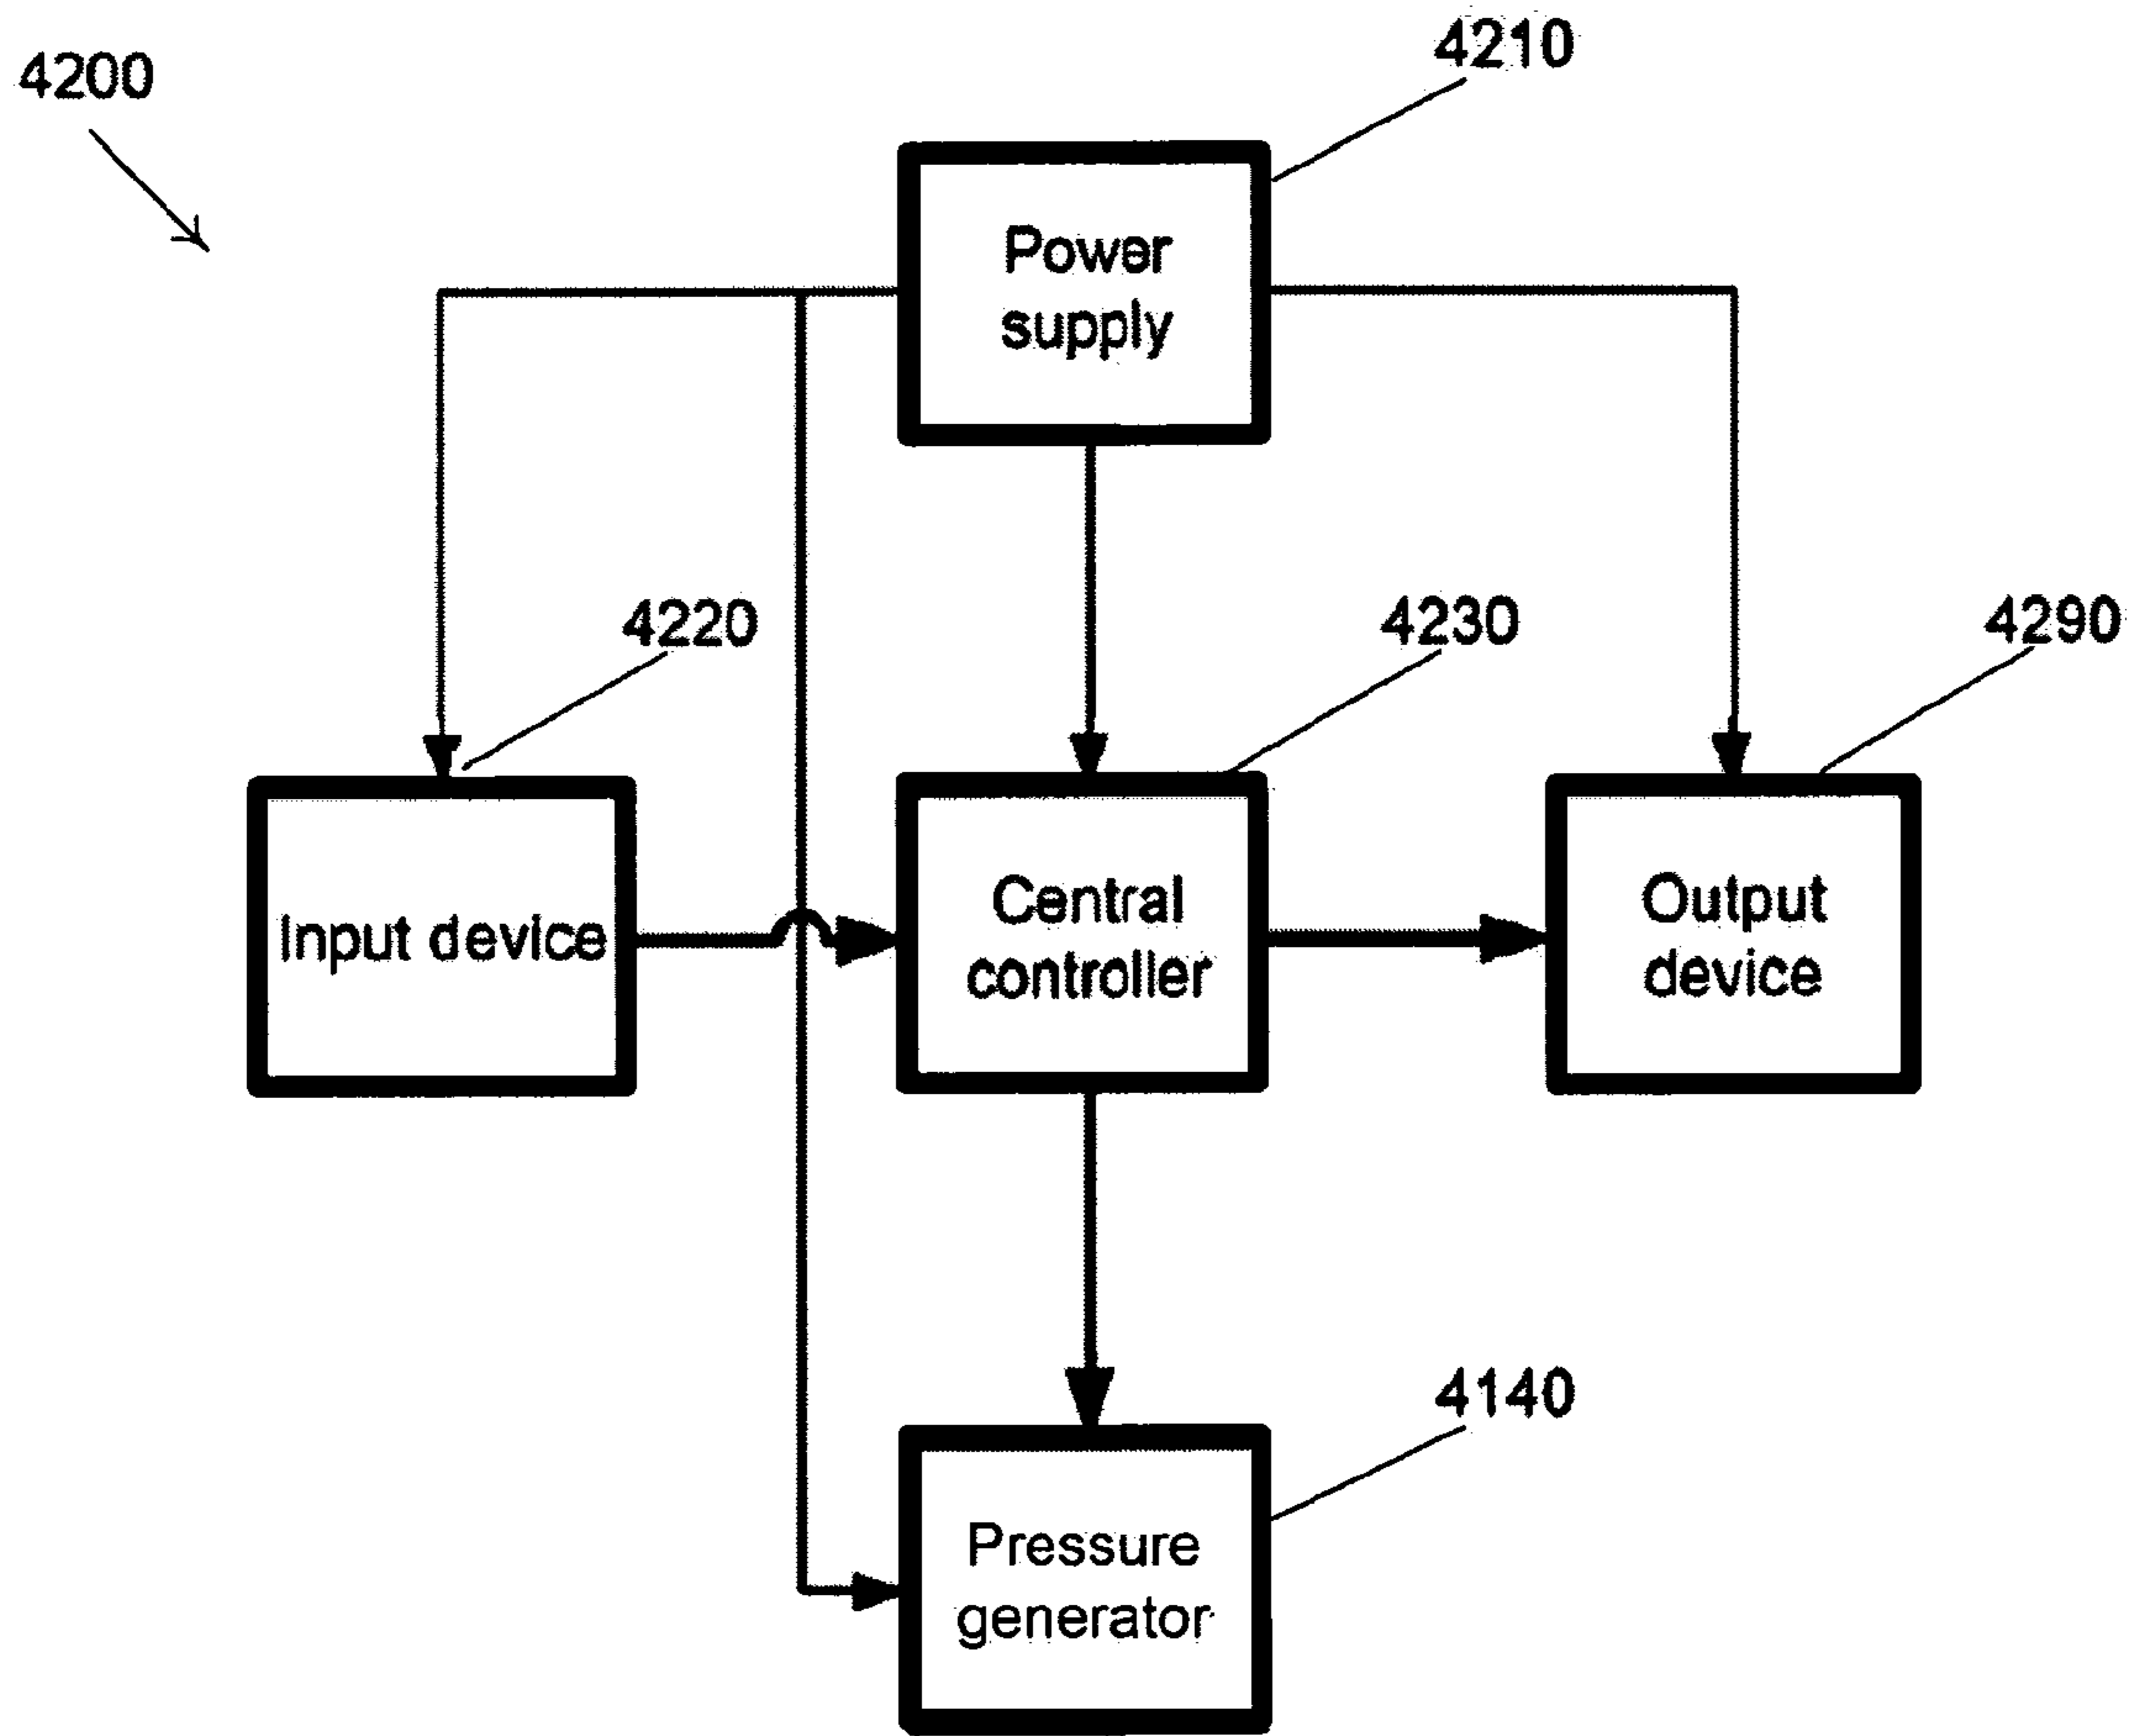 4200
4210
Power
supply
4220
4230
4290
Input device
Central
controller
Output
device
4140
Pressure
generator